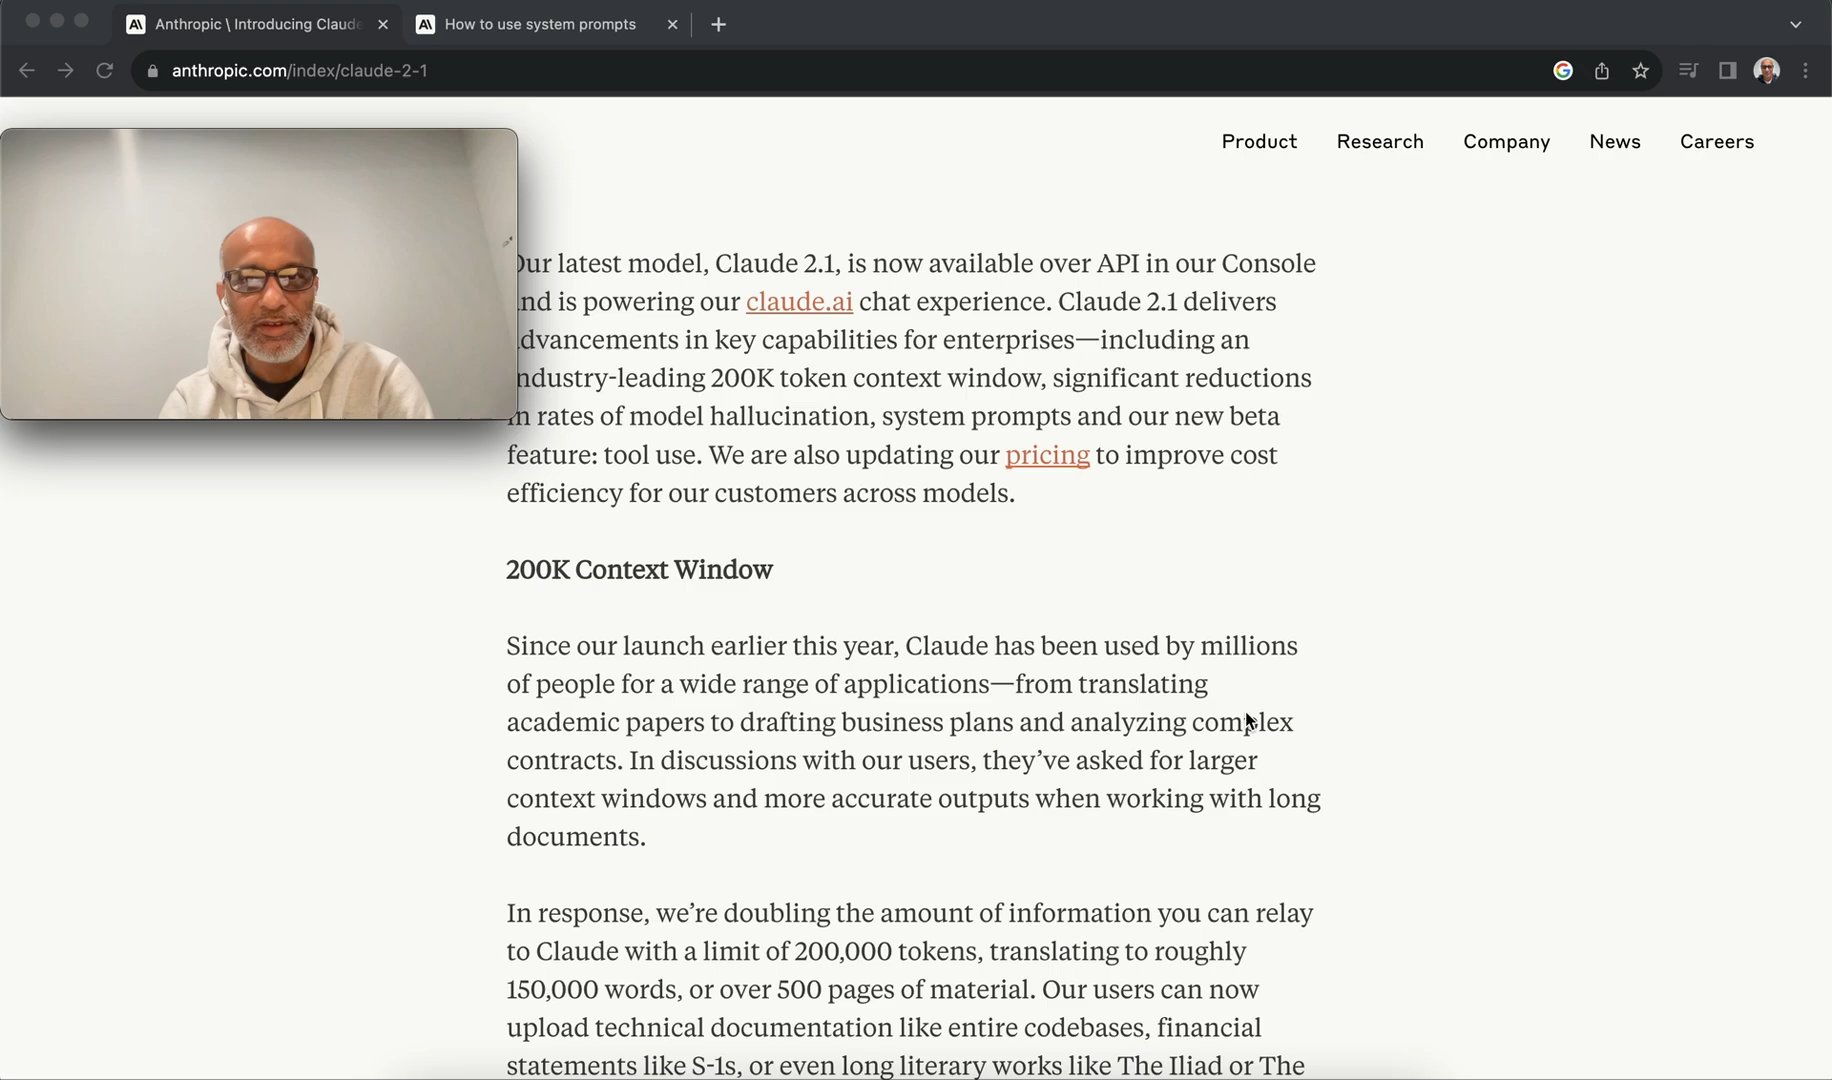 Anthropic \ Introducing Claude
How to use system prompts
anthropic.com/index/claude-2-1
Product Research Company News Careers
Our latest model, Claude 2.1, is now available over API in our Console
and is powering our claude.ai chat experience. Claude 2.1 delivers
advancements in key capabilities for enterprises—including an
industry-leading 200K token context window, significant reductions
in rates of model hallucination, system prompts and our new beta
feature: tool use. We are also updating our pricing to improve cost
efficiency for our customers across models.
200K Context Window
Since our launch earlier this year, Claude has been used by millions
of people for a wide range of applications—from translating
academic papers to drafting business plans and analyzing complex
contracts. In discussions with our users, they’ve asked for larger
context windows and more accurate outputs when working with long
documents.
In response, we’re doubling the amount of information you can relay
to Claude with a limit of 200,000 tokens, translating to roughly
150,000 words, or over 500 pages of material. Our users can now
upload technical documentation like entire codebases, financial
statements like S-1s, or even long literary works like The Iliad or The